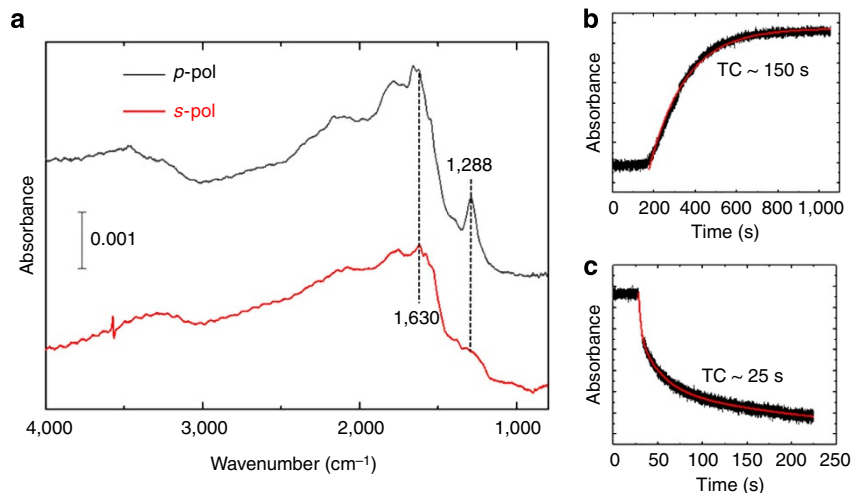 a
p-pol
s-pol
1,288
0.001
1,630
Absorbance
4,000 3,000 2,000 1,000
Wavenumber (cm–1)
b
TC ~ 150 s
Absorbance
0 200 400 600 800 1,000
Time (s)
c
TC ~ 25 s
Absorbance
0 50 100 150 200 250
Time (s)